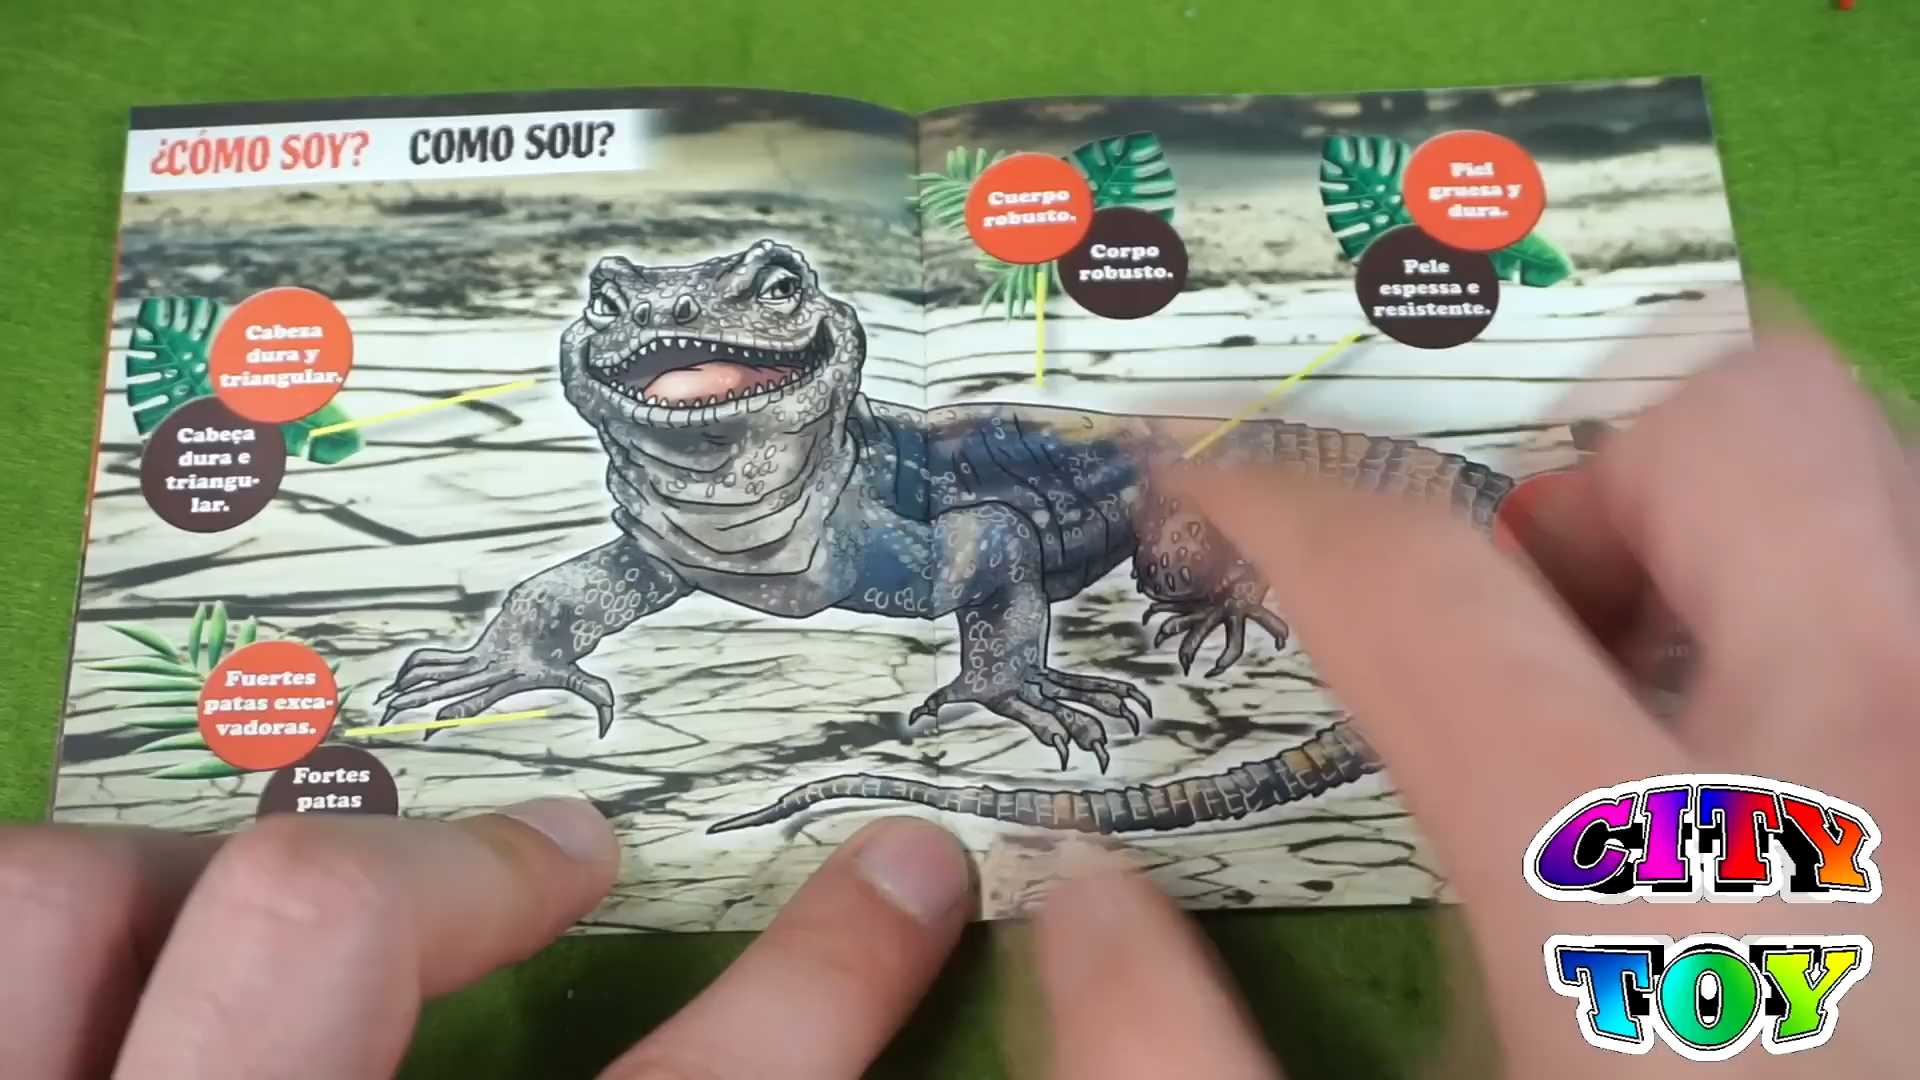 ¿CÓMO SOY? COMO SOU?
Cabeza
dura y
triangular.
Cabeça
dura e
triangu-
lar.
Fuertes
patas exca-
vadoras.
Fortes
patas
Cuerpo
robusto.
Corpo
robusto.
Piel
gruesa y
dura.
Pele
espessa e
resistente.
CITY
TOY